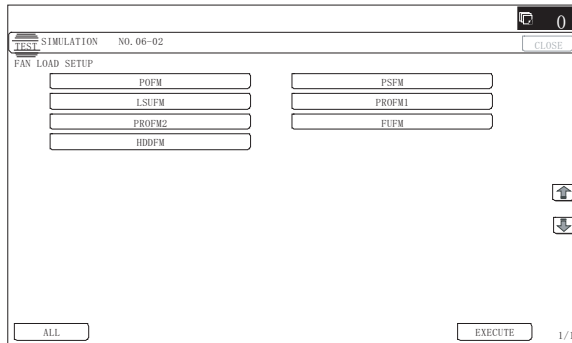 0
TEST SIMULATION NO. 06-02
CLOSE
FAN LOAD SETUP
POFM PSFM
LSUFM PROFM1
PROFM2 FUFM
HDDFM
ALL EXECUTE 1/1